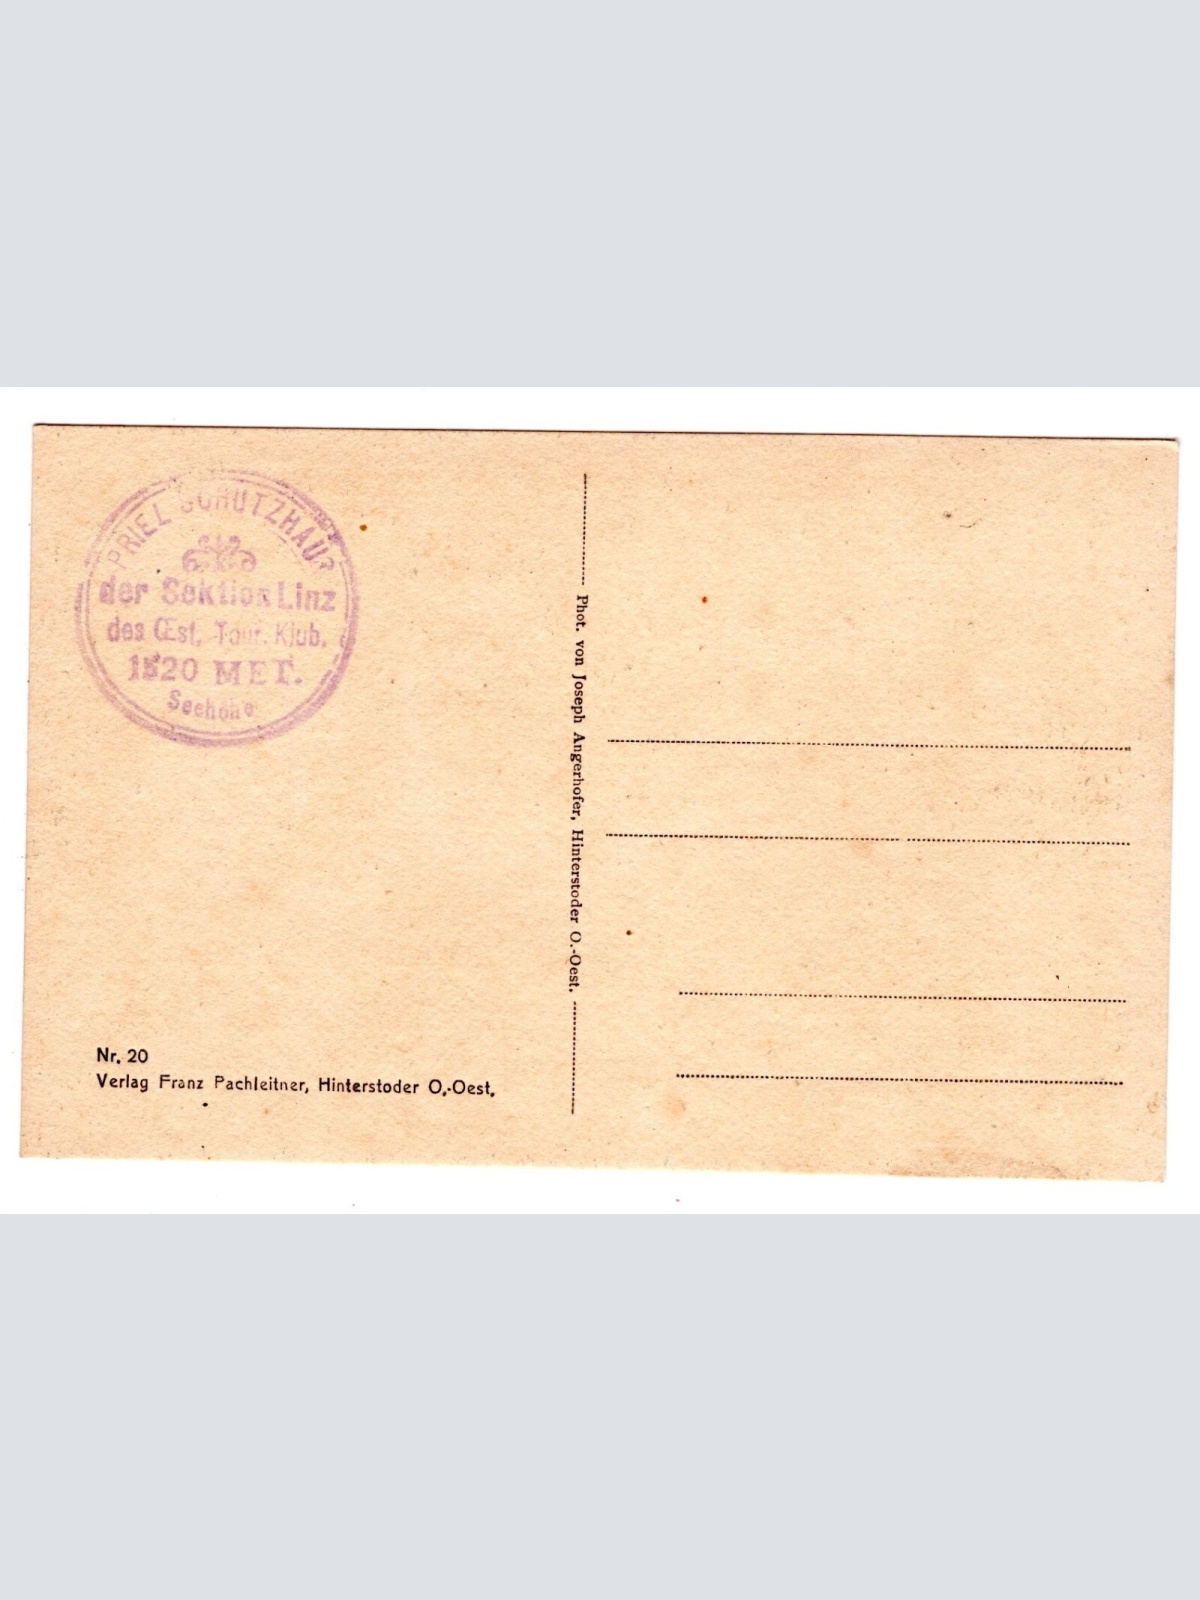 PRIEL SCHUTZHAUS
der Sektion Linz
des Œst. Tour. Klub.
1520 MET.
Seehöhe
Phot. von Joseph Angerhofer, Hinterstoder O.-Oest.
Nr. 20
Verlag Franz Pachleitner, Hinterstoder O.-Oest.